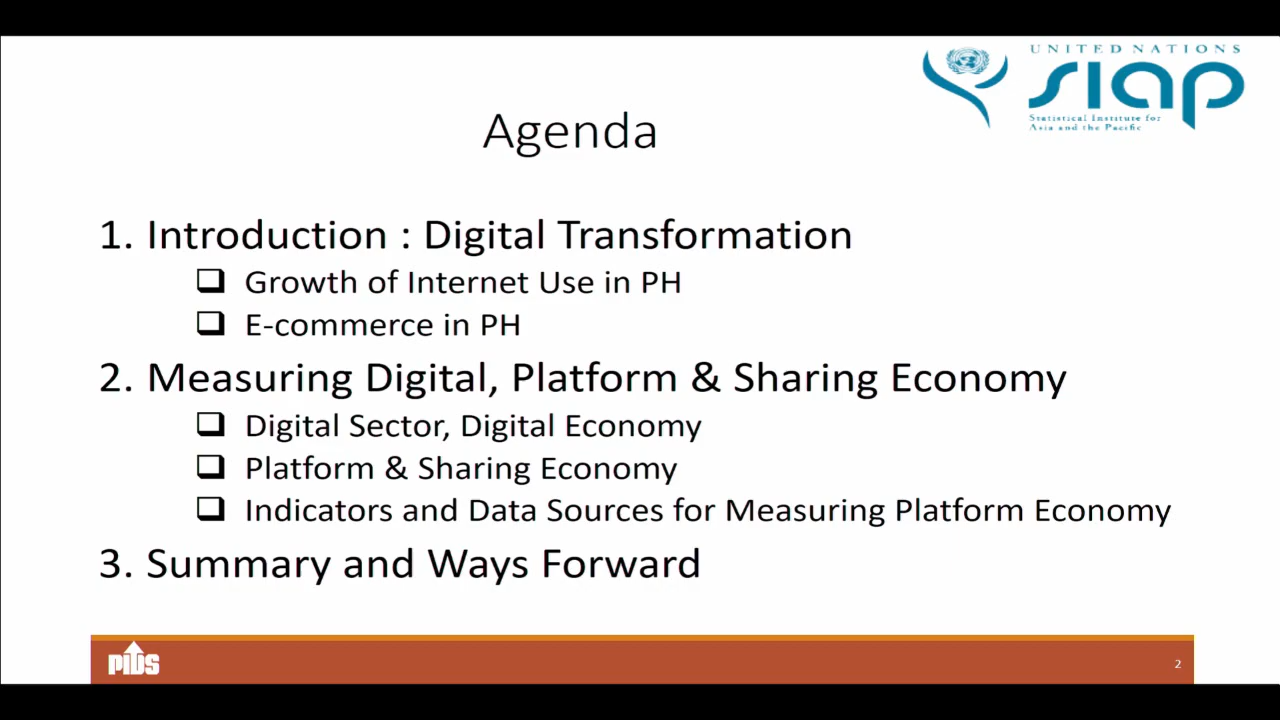 UNITED NATIONS
SIAP
Statistical Institute for
Asia and the Pacific
Agenda
1. Introduction : Digital Transformation
❑ Growth of Internet Use in PH
❑ E-commerce in PH
2. Measuring Digital, Platform & Sharing Economy
❑ Digital Sector, Digital Economy
❑ Platform & Sharing Economy
❑ Indicators and Data Sources for Measuring Platform Economy
3. Summary and Ways Forward
PIDS
2